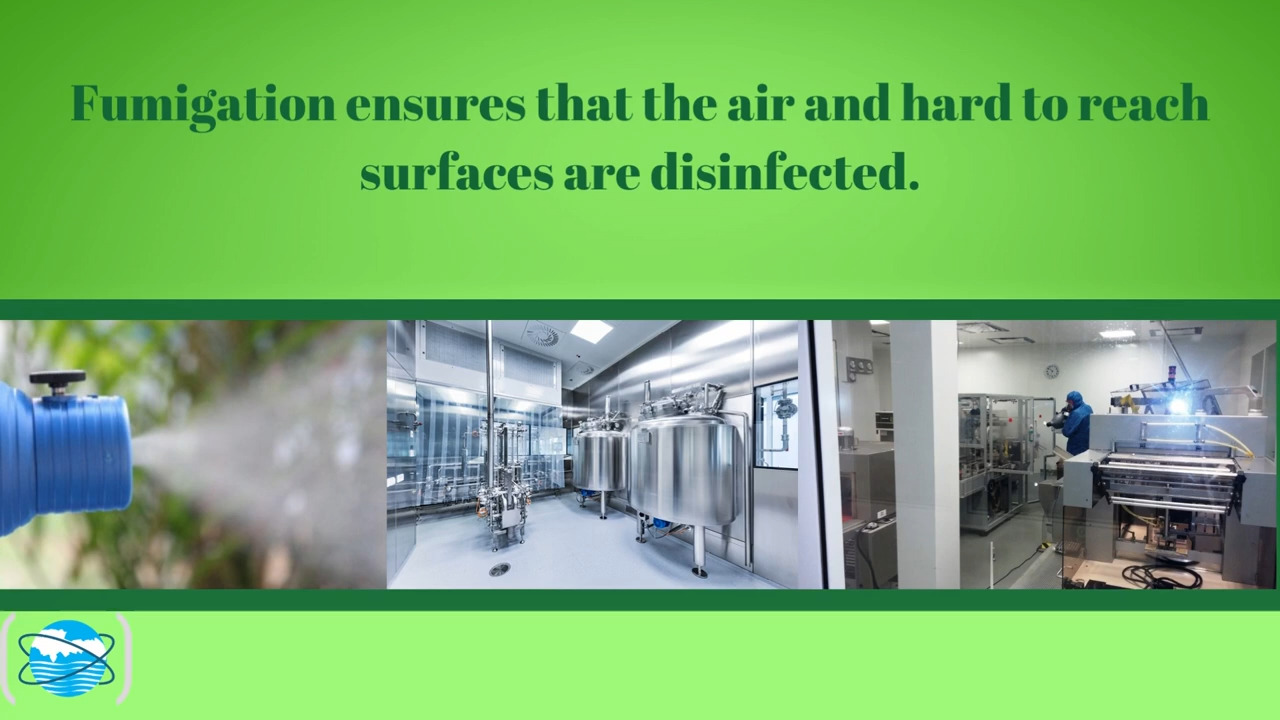 Fumigation ensures that the air and hard to reach
surfaces are disinfected.